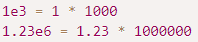 1e3 = 1 * 1000
1.23e6 = 1.23 * 1000000